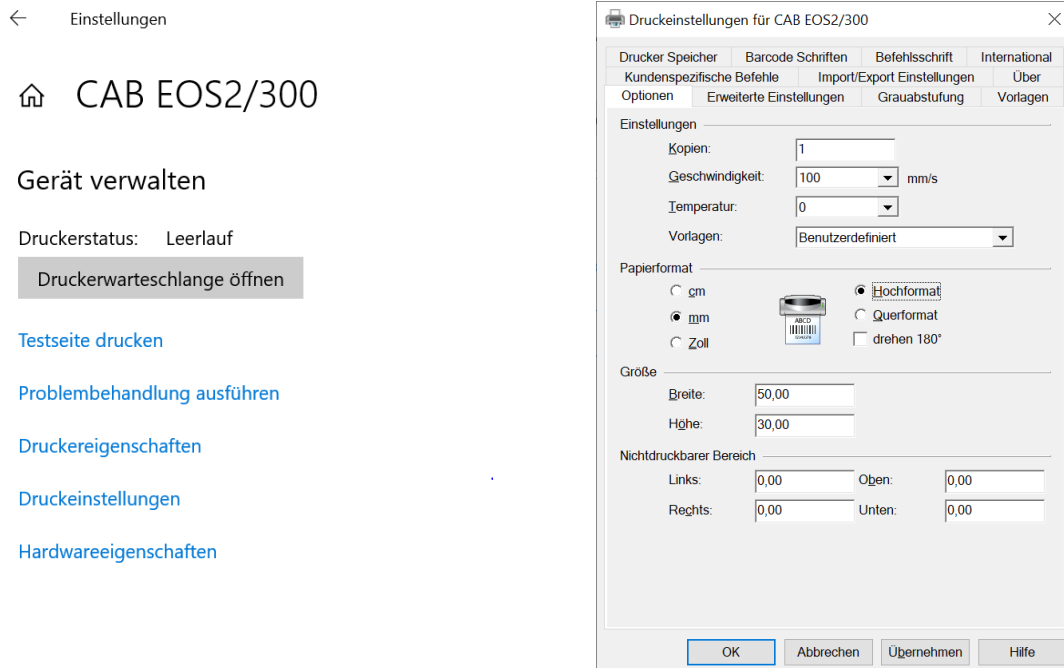 Einstellungen
CAB EOS2/300
Gerät verwalten
Druckerstatus: Leerlauf
Druckerwarteschlange öffnen
Testseite drucken
Problembehandlung ausführen
Druckereigenschaften
Druckeinstellungen
Hardwareeigenschaften
Druckeinstellungen für CAB EOS2/300
Drucker Speicher Barcode Schriften Befehlsschrift International
Kundenspezifische Befehle Import/Export Einstellungen Über
Optionen Erweiterte Einstellungen Grauabstufung Vorlagen
Einstellungen
Kopien: 1
Geschwindigkeit: 100 mm/s
Temperatur: 0
Vorlagen: Benutzerdefiniert
Papierformat
cm Hochformat
mm ABCD Querformat
Zoll drehen 180°
Größe
Breite: 50,00
Höhe: 30,00
Nichtdruckbarer Bereich
Links: 0,00 Oben: 0,00
Rechts: 0,00 Unten: 0,00
OK Abbrechen Übernehmen Hilfe